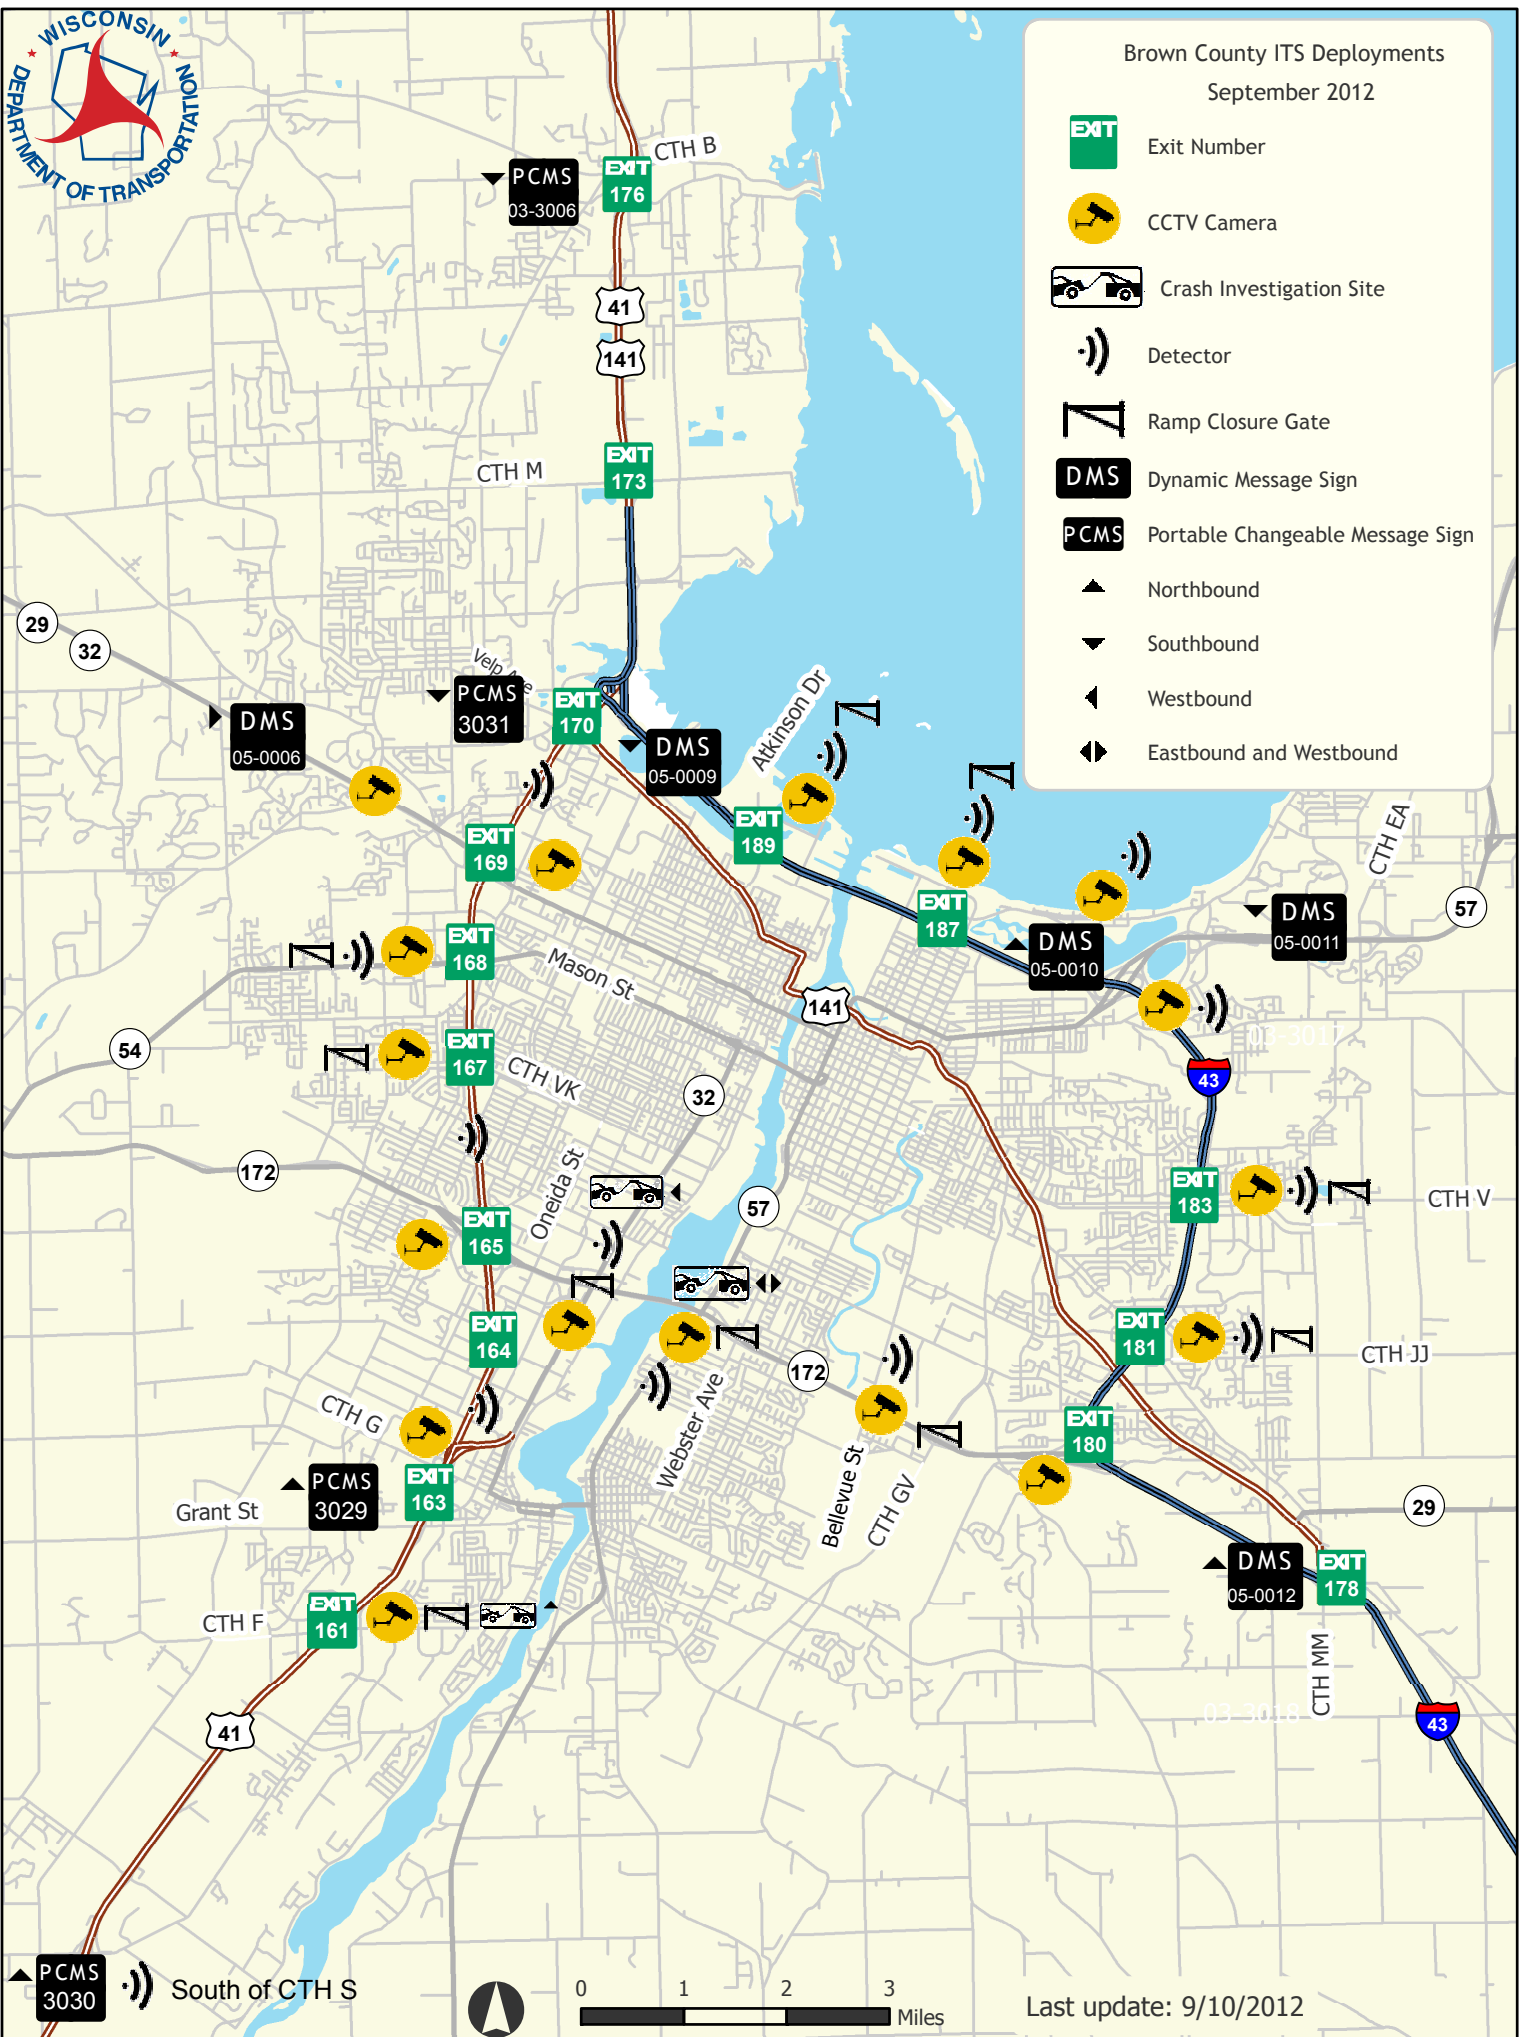 WISCONSIN
DEPARTMENT OF TRANSPORTATION
Brown County ITS Deployments
September 2012
EXIT
Exit Number
CCTV Camera
Crash Investigation Site
Detector
Ramp Closure Gate
DMS
Dynamic Message Sign
PCMS
Portable Changeable Message Sign
Northbound
Southbound
Westbound
Eastbound and Westbound
CTH B
PCMS
03-3006
EXIT
176
41
141
EXIT
173
CTH M
29
32
Velp Ave
PCMS
3031
EXIT
170
DMS
05-0006
DMS
05-0009
Atkinson Dr
EXIT
189
EXIT
169
CTH EA
57
EXIT
187
DMS
05-0010
DMS
05-0011
EXIT
168
Mason St
141
03-3017
54
EXIT
167
CTH VK
32
43
172
Oneida St
57
EXIT
183
CTH V
EXIT
165
EXIT
164
172
EXIT
181
CTH JJ
CTH G
Webster Ave
Bellevue St
CTH GV
EXIT
180
PCMS
3029
Grant St
EXIT
163
29
DMS
05-0012
EXIT
178
CTH F
EXIT
161
CTH MM
03-3018
41
43
PCMS
3030
South of CTH S
0 1 2 3
Miles
Last update: 9/10/2012